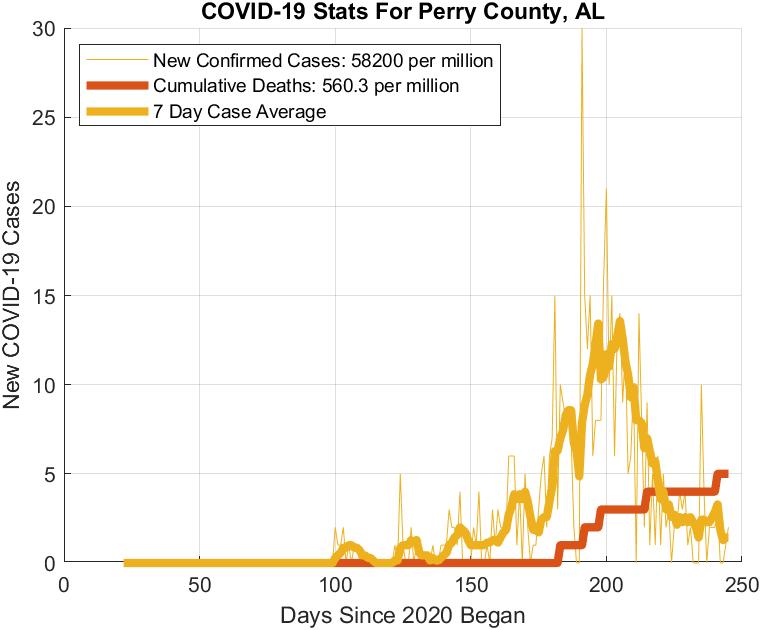 COVID-19 Stats For Perry County, AL
30
25
20
15
10
5
0
New COVID-19 Cases
New Confirmed Cases: 58200 per million
Cumulative Deaths: 560.3 per million
7 Day Case Average
0 50 100 150 200 250
Days Since 2020 Began